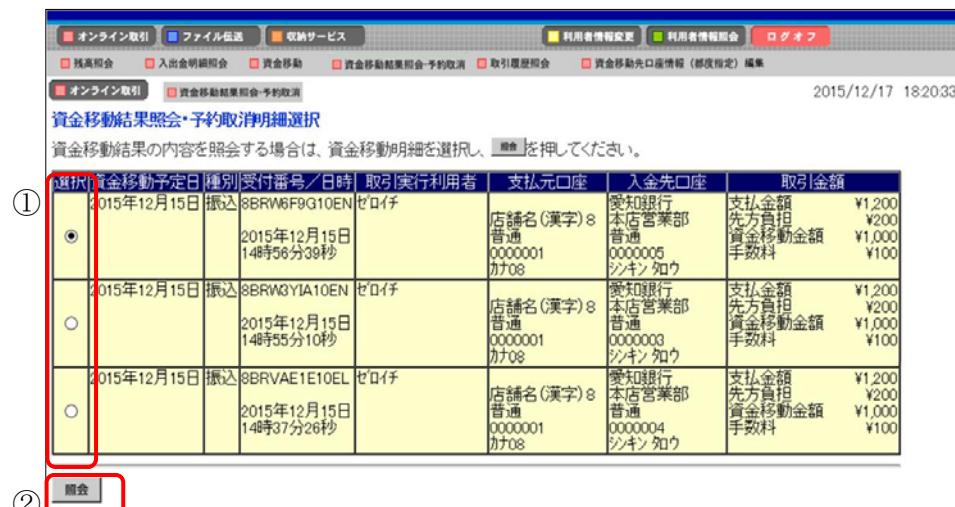 オンライン取引 ファイル伝送 収納サービス 利用者情報変更 利用者情報照会 ログオフ
残高照会 入出金明細照会 資金移動 資金移動結果照会・予約取消 取引履歴照会 資金移動先口座情報（都度指定）編集
オンライン取引 資金移動結果照会・予約取消 2015/12/17 18:20:33
資金移動結果照会・予約取消明細選択
資金移動結果の内容を照会する場合は、資金移動明細を選択し、 照会 を押してください。
選択 資金移動予定日 種別 受付番号／日時 取引実行利用者 支払元口座 入金先口座 取引金額
①
2015年12月15日 振込 8BRW6F9G10EN ゼロイチ 愛知銀行 支払金額 ¥1,200
店舗名（漢字）8 本店営業部 先方負担 ¥200
2015年12月15日 普通 普通 資金移動金額 ¥1,000
14時56分39秒 0000001 0000005 手数料 ¥100
カナ08 シンキン タロウ
2015年12月15日 振込 8BRW3YIA10EN ゼロイチ 愛知銀行 支払金額 ¥1,200
店舗名（漢字）8 本店営業部 先方負担 ¥200
2015年12月15日 普通 普通 資金移動金額 ¥1,000
14時55分10秒 0000001 0000003 手数料 ¥100
カナ08 シンキン タロウ
2015年12月15日 振込 8BRVAE1E10EL ゼロイチ 愛知銀行 支払金額 ¥1,200
店舗名（漢字）8 本店営業部 先方負担 ¥200
2015年12月15日 普通 普通 資金移動金額 ¥1,000
14時37分26秒 0000001 0000004 手数料 ¥100
カナ08 シンキン タロウ
② 照会